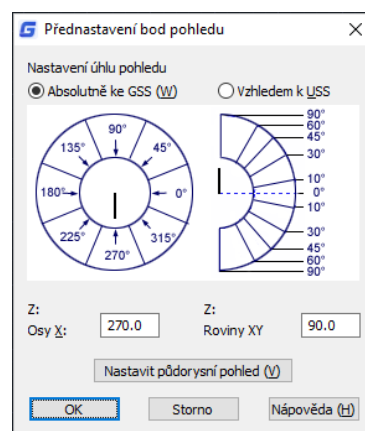 Přednastavení bod pohledu
Nastavení úhlu pohledu
Absolutně ke GSS (W)
Vzhledem k USS
90°
135°
45°
180°
0°
225°
315°
270°
90°
60°
45°
30°
10°
0°
10°
30°
45°
60°
90°
Z:
Osy X: 270.0
Z:
Roviny XY 90.0
Nastavit půdorysní pohled (V)
OK Storno Nápověda (H)